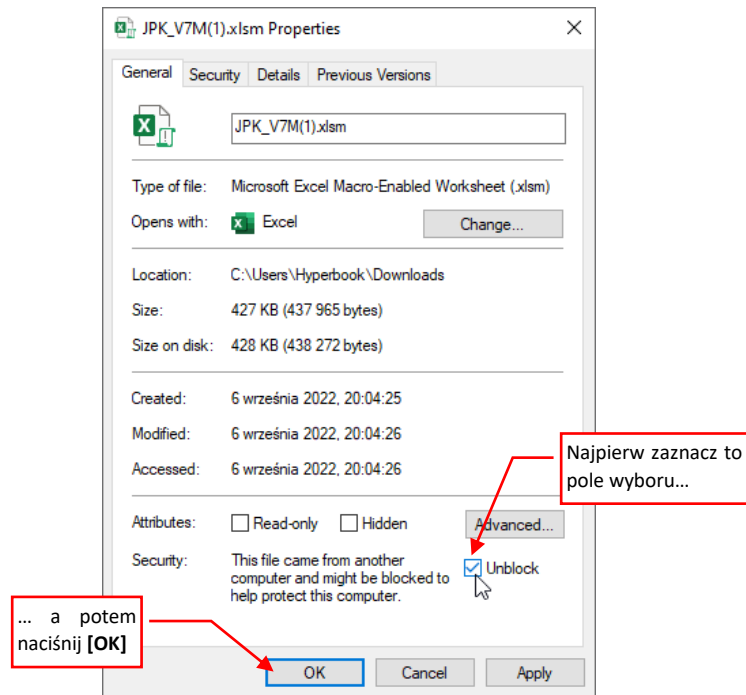 JPK_V7M(1).xlsm Properties
General Security Details Previous Versions
JPK_V7M(1).xlsm
Type of file: Microsoft Excel Macro-Enabled Worksheet (.xlsm)
Opens with: Excel Change...
Location: C:\Users\Hyperbook\Downloads
Size: 427 KB (437 965 bytes)
Size on disk: 428 KB (438 272 bytes)
Created: 6 września 2022, 20:04:25
Modified: 6 września 2022, 20:04:26
Accessed: 6 września 2022, 20:04:26
Najpierw zaznacz to
pole wyboru…
Attributes: Read-only Hidden Advanced...
Security: This file came from another
computer and might be blocked to
help protect this computer.
Unblock
… a potem
naciśnij [OK]
OK Cancel Apply